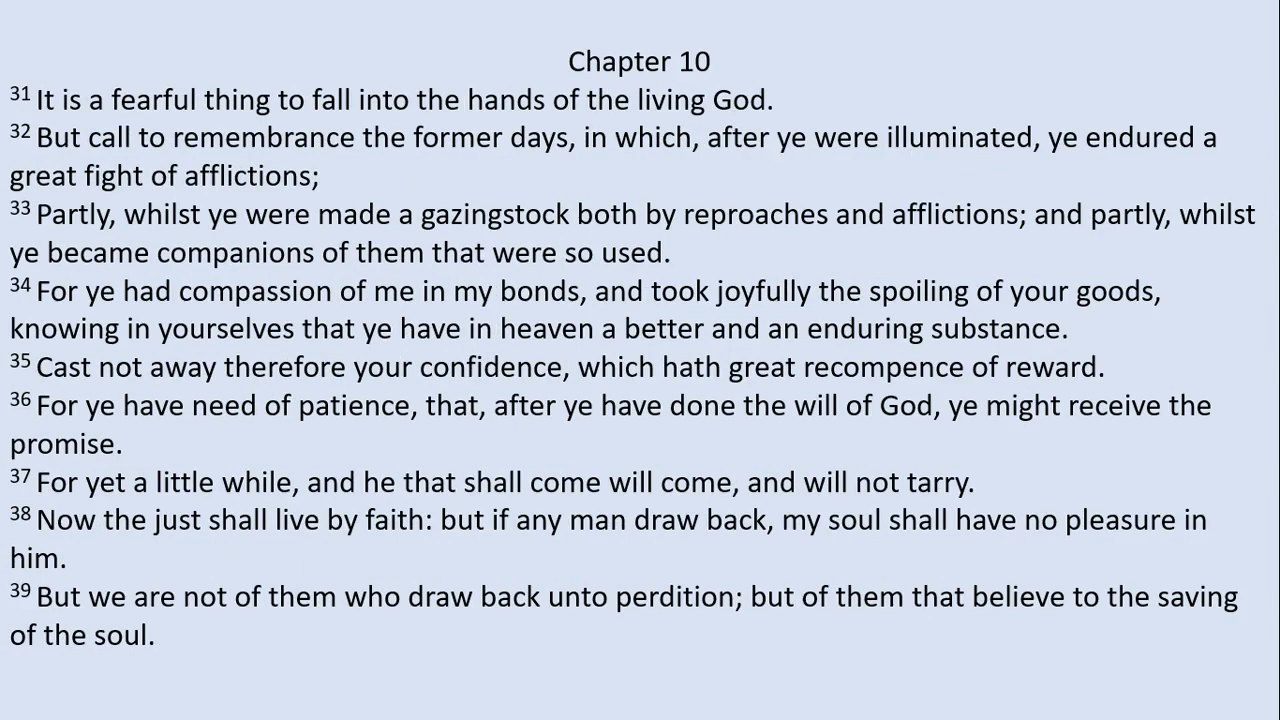 Chapter 10
31 It is a fearful thing to fall into the hands of the living God.
32 But call to remembrance the former days, in which, after ye were illuminated, ye endured a
great fight of afflictions;
33 Partly, whilst ye were made a gazingstock both by reproaches and afflictions; and partly, whilst
ye became companions of them that were so used.
34 For ye had compassion of me in my bonds, and took joyfully the spoiling of your goods,
knowing in yourselves that ye have in heaven a better and an enduring substance.
35 Cast not away therefore your confidence, which hath great recompence of reward.
36 For ye have need of patience, that, after ye have done the will of God, ye might receive the
promise.
37 For yet a little while, and he that shall come will come, and will not tarry.
38 Now the just shall live by faith: but if any man draw back, my soul shall have no pleasure in
him.
39 But we are not of them who draw back unto perdition; but of them that believe to the saving
of the soul.